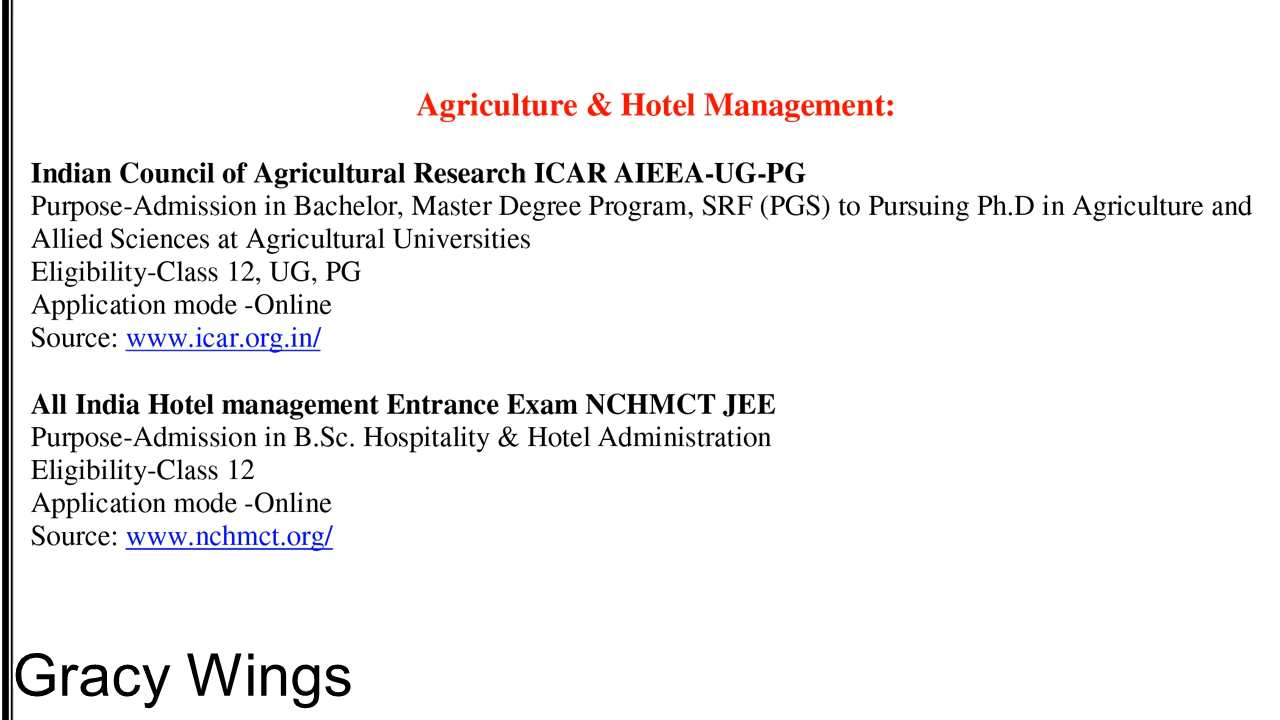 Agriculture & Hotel Management:
Indian Council of Agricultural Research ICAR AIEEA-UG-PG
Purpose-Admission in Bachelor, Master Degree Program, SRF (PGS) to Pursuing Ph.D in Agriculture and
Allied Sciences at Agricultural Universities
Eligibility-Class 12, UG, PG
Application mode -Online
Source: www.icar.org.in/
All India Hotel management Entrance Exam NCHMCT JEE
Purpose-Admission in B.Sc. Hospitality & Hotel Administration
Eligibility-Class 12
Application mode -Online
Source: www.nchmct.org/
Gracy Wings